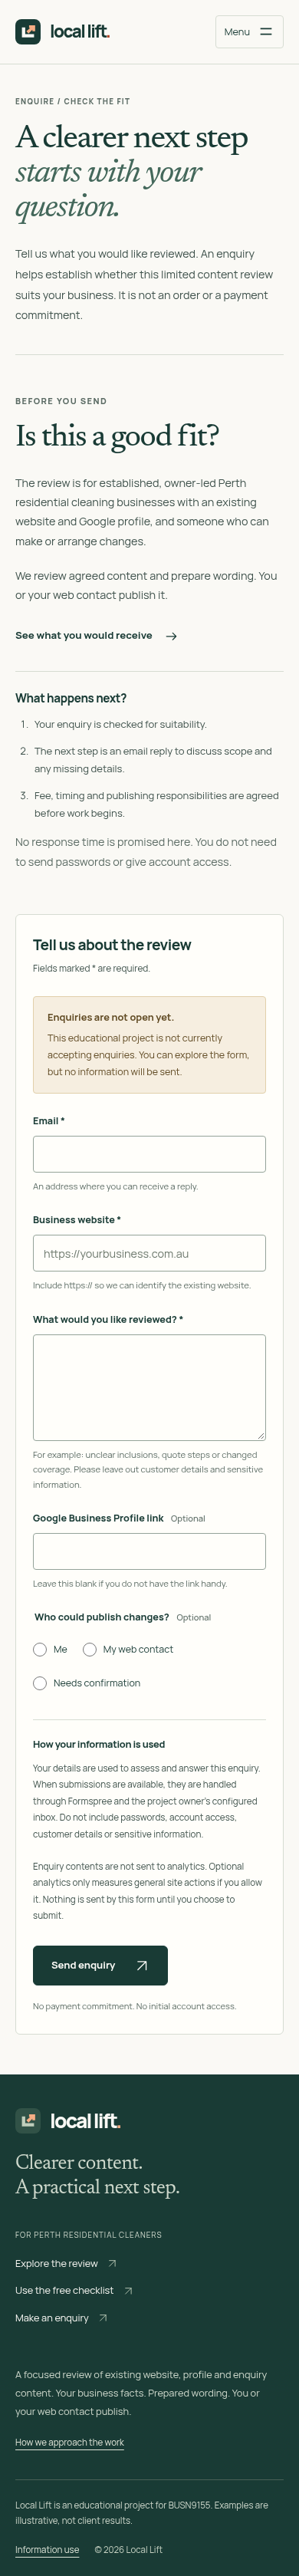 local lift.
Menu
ENQUIRE / CHECK THE FIT
A clearer next step
starts with your
question.
Tell us what you would like reviewed. An enquiry
helps establish whether this limited content review
suits your business. It is not an order or a payment
commitment.
BEFORE YOU SEND
Is this a good fit?
The review is for established, owner-led Perth
residential cleaning businesses with an existing
website and Google profile, and someone who can
make or arrange changes.
We review agreed content and prepare wording. You
or your web contact publish it.
See what you would receive →
What happens next?
1. Your enquiry is checked for suitability.
2. The next step is an email reply to discuss scope and
any missing details.
3. Fee, timing and publishing responsibilities are agreed
before work begins.
No response time is promised here. You do not need
to send passwords or give account access.
Tell us about the review
Fields marked * are required.
Enquiries are not open yet.
This educational project is not currently
accepting enquiries. You can explore the form,
but no information will be sent.
Email *
An address where you can receive a reply.
Business website *
https://yourbusiness.com.au
Include https:// so we can identify the existing website.
What would you like reviewed? *
For example: unclear inclusions, quote steps or changed
coverage. Please leave out customer details and sensitive
information.
Google Business Profile link Optional
Leave this blank if you do not have the link handy.
Who could publish changes? Optional
Me My web contact
Needs confirmation
How your information is used
Your details are used to assess and answer this enquiry.
When submissions are available, they are handled
through Formspree and the project owner's configured
inbox. Do not include passwords, account access,
customer details or sensitive information.
Enquiry contents are not sent to analytics. Optional
analytics only measures general site actions if you allow
it. Nothing is sent by this form until you choose to
submit.
Send enquiry ↗
No payment commitment. No initial account access.
local lift.
Clearer content.
A practical next step.
FOR PERTH RESIDENTIAL CLEANERS
Explore the review ↗
Use the free checklist ↗
Make an enquiry ↗
A focused review of existing website, profile and enquiry
content. Your business facts. Prepared wording. You or
your web contact publish.
How we approach the work
Local Lift is an educational project for BUSN9155. Examples are
illustrative, not client results.
Information use © 2026 Local Lift